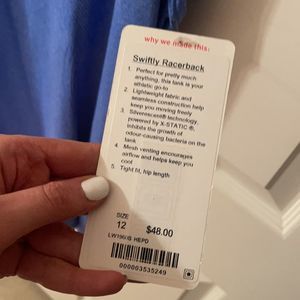 why we made this:
Swiftly Racerback
1. Perfect for pretty much
anything, this tank is your
athletic go-to
2. Lightweight fabric and
seamless construction help
keep you moving freely
3. Silverescent® technology,
powered by X-STATIC ®,
inhibits the growth of
odour-causing bacteria on the
tank
4. Mesh venting encourages
airflow and helps keep you
cool
5. Tight fit, hip length
SIZE
12 $48.00
HEPD
000003535249